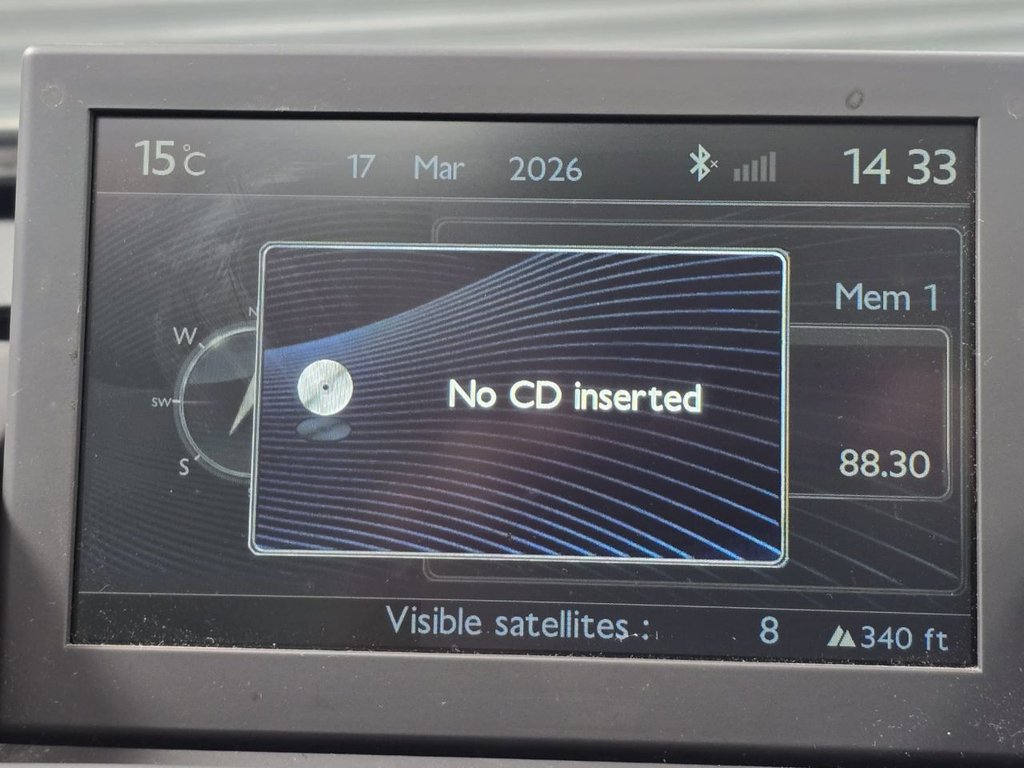 15°C 17 Mar 2026 14 33
W
SW
S
Mem 1
No CD inserted
88.30
Visible satellites : 8 340 ft